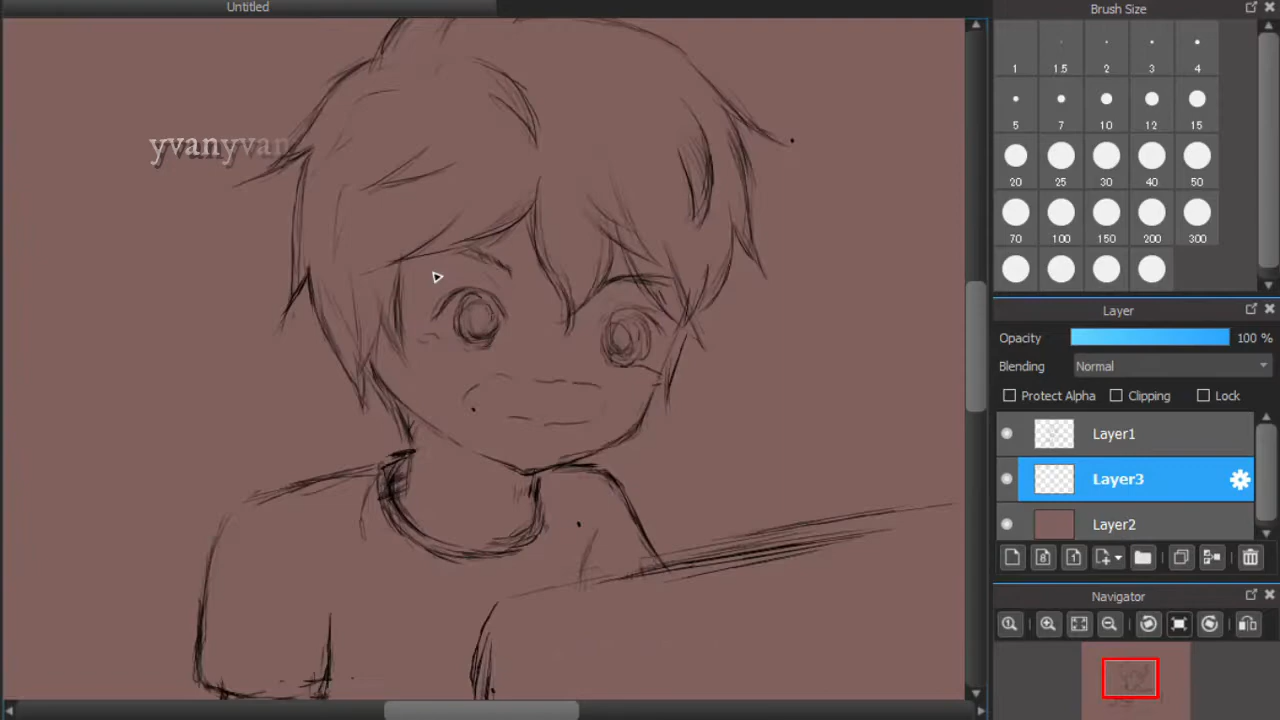 Untitled
Brush Size
1 1.5 2 3 4
5 7 10 12 15
20 25 30 40 50
70 100 150 200 300
yvanyvan
Layer
Opacity 100 %
Blending Normal
Protect Alpha Clipping Lock
Layer1
Layer3
Layer2
8 1
Navigator